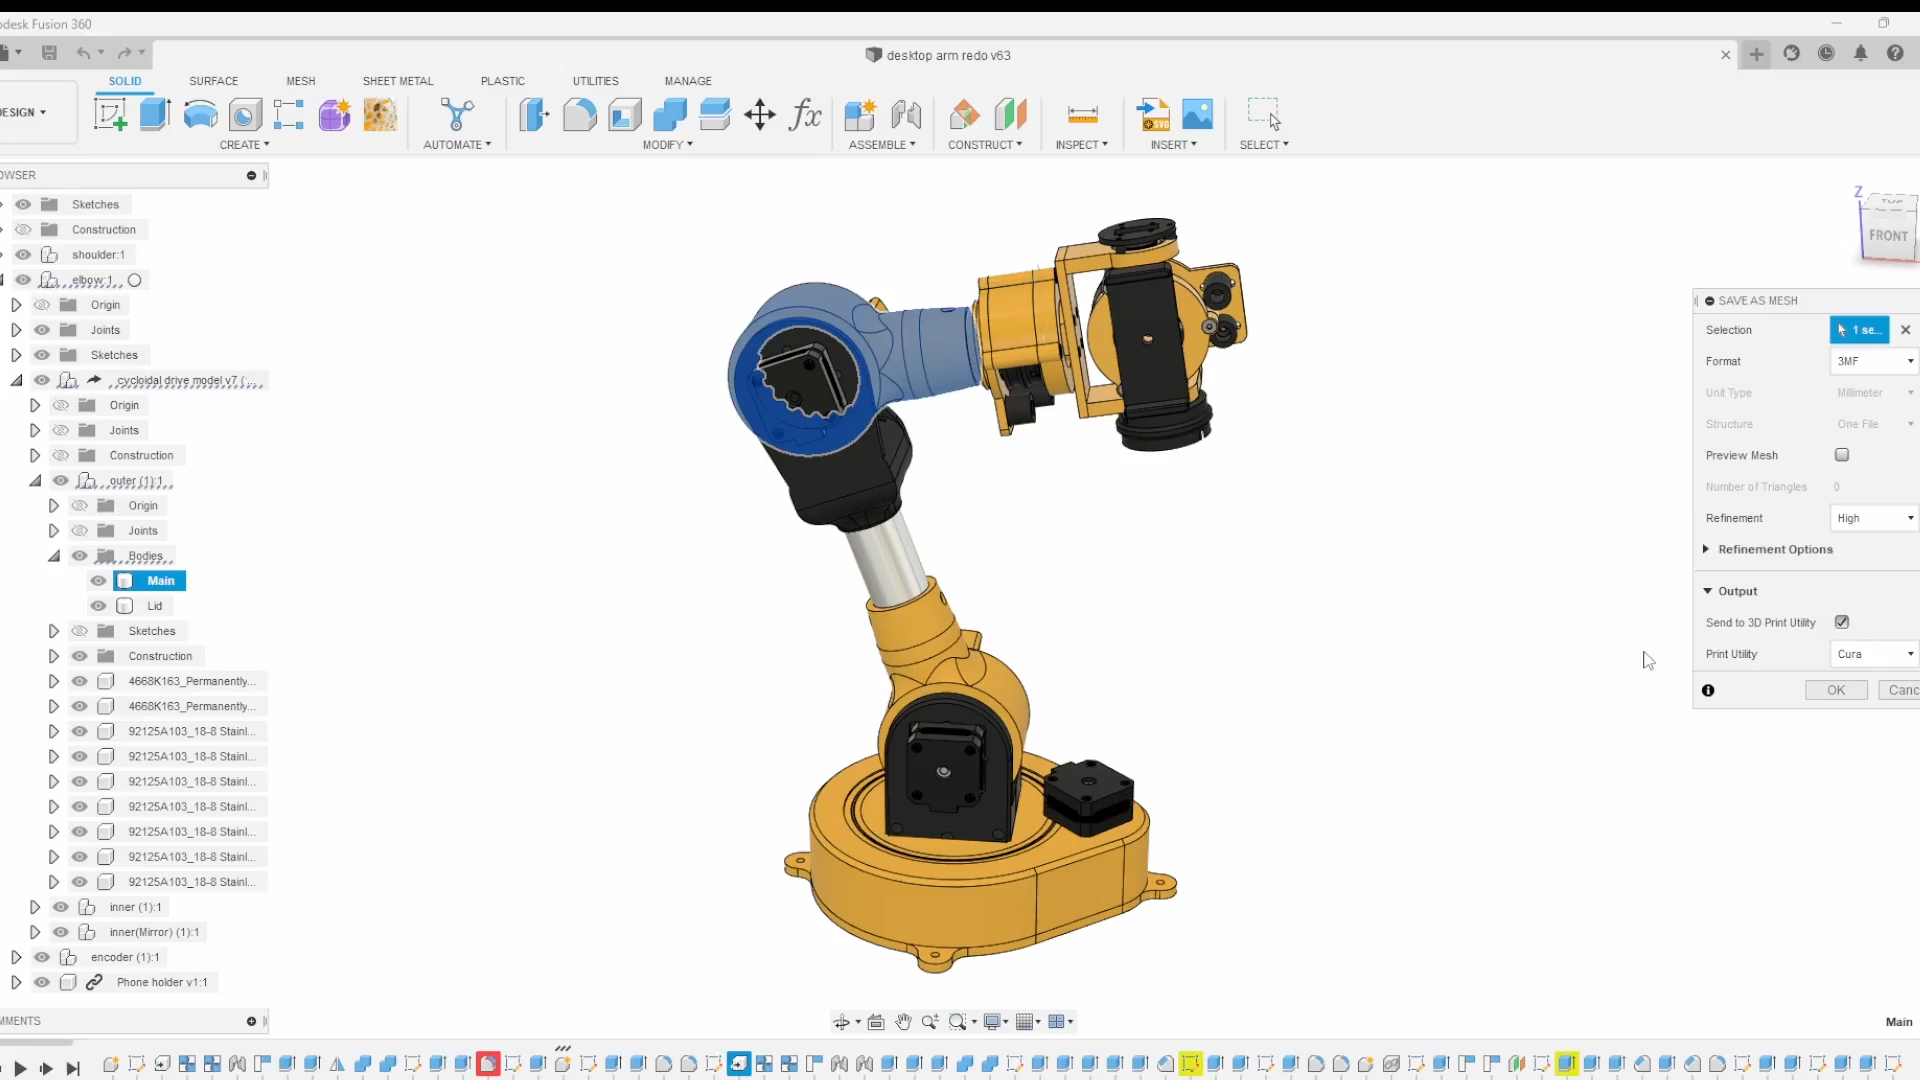 odesk Fusion 360
desktop arm redo v63
SOLID SURFACE MESH SHEET METAL PLASTIC UTILITIES MANAGE
ESIGN
fx
SVG
CREATE AUTOMATE MODIFY ASSEMBLE CONSTRUCT INSPECT INSERT SELECT
OWSER
Sketches
Construction
shoulder:1
elbow:1
Origin
Joints
Sketches
cycloidal drive model v7 (:...
Origin
Joints
Construction
outer (1):1
Origin
Joints
Bodies
Main
Lid
Sketches
Construction
4668K163_Permanently...
4668K163_Permanently...
92125A103_18-8 Stainl...
92125A103_18-8 Stainl...
92125A103_18-8 Stainl...
92125A103_18-8 Stainl...
92125A103_18-8 Stainl...
92125A103_18-8 Stainl...
92125A103_18-8 Stainl...
inner (1):1
inner(Mirror) (1):1
encoder (1):1
Phone holder v1:1
MMENTS
Z
TOP
FRONT
SAVE AS MESH
Selection 1 se...
Format 3MF
Unit Type Millimeter
Structure One File
Preview Mesh
Number of Triangles 0
Refinement High
Refinement Options
Output
Send to 3D Print Utility
Print Utility Cura
OK Canc
Main